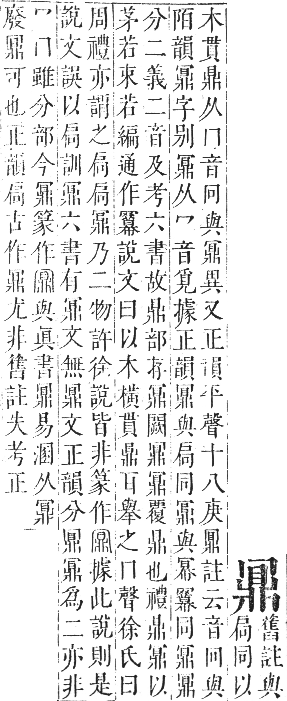 鼏舊註與
扃同以
木貫鼎从冂音冋與鼏異又正韻平聲十八庚鼏註云音冋與
陌韻鼏字别鼏从冖音覓據正韻鼏與扃同鼏與冪羃同鼏鼏
分二義二音及考六書故鼎部存鼏闕鼏鼏覆鼎也禮鼎鼏以
茅若束若編通作羃說文曰以木橫貫鼎耳舉之冂聲徐氏曰
周禮亦謂之扃扃鼏乃二物許徐說皆非篆作鼏據此說則是
說文誤以扃訓鼏六書有鼏文無鼏文正韻分鼏鼏為二亦非
冖冂雖分部今鼏篆作鼏與眞書鼏易溷从鼏
廢鼏可也正韻扃古作鼏尤非舊註失考正